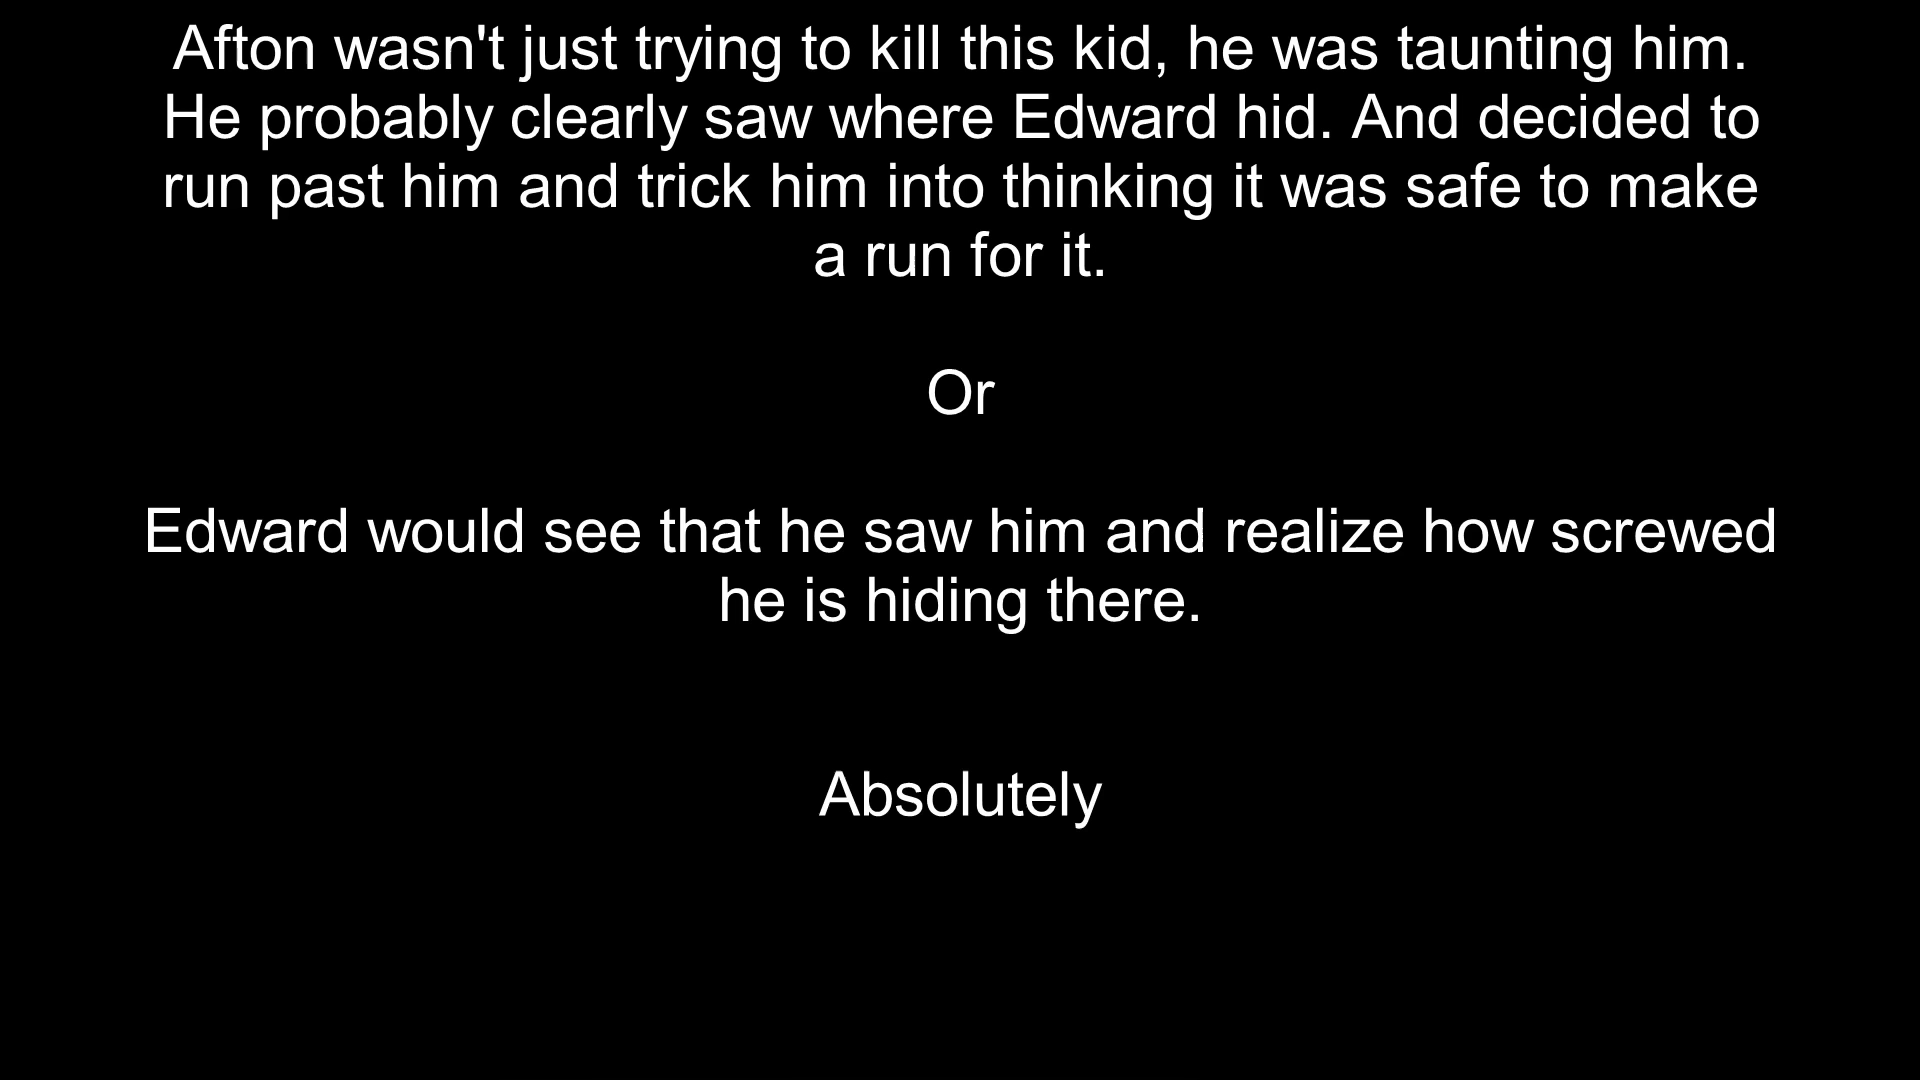 Afton wasn't just trying to kill this kid, he was taunting him.
He probably clearly saw where Edward hid. And decided to
run past him and trick him into thinking it was safe to make
a run for it.
Or
Edward would see that he saw him and realize how screwed
he is hiding there.
Absolutely